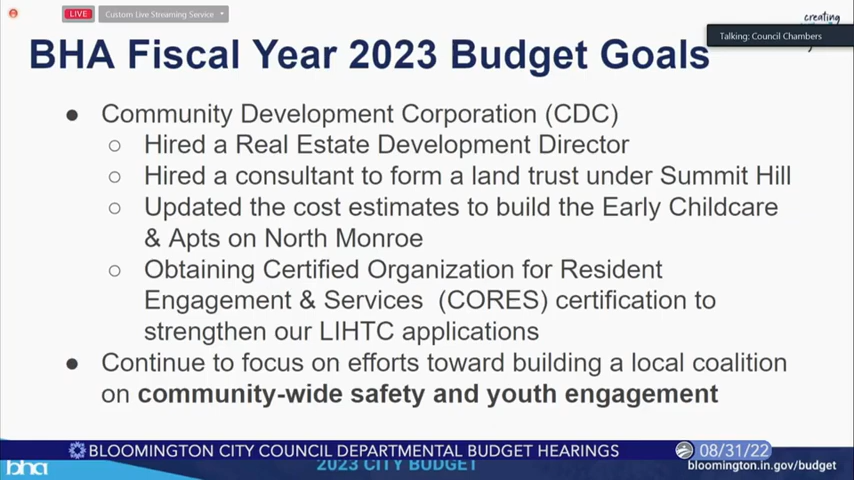 LIVE Custom Live Streaming Service
creating
Talking: Council Chambers
BHA Fiscal Year 2023 Budget Goals
● Community Development Corporation (CDC)
○ Hired a Real Estate Development Director
○ Hired a consultant to form a land trust under Summit Hill
○ Updated the cost estimates to build the Early Childcare
& Apts on North Monroe
○ Obtaining Certified Organization for Resident
Engagement & Services (CORES) certification to
strengthen our LIHTC applications
● Continue to focus on efforts toward building a local coalition
on community-wide safety and youth engagement
BLOOMINGTON CITY COUNCIL DEPARTMENTAL BUDGET HEARINGS 08/31/22
bha 2023 CITY BUDGET bloomington.in.gov/budget